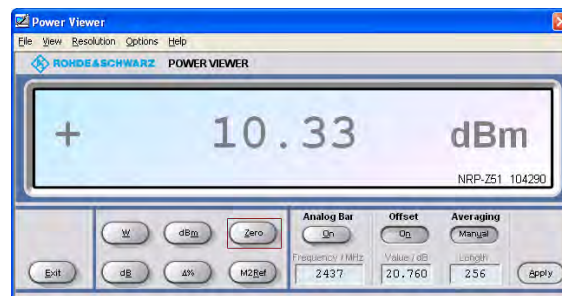 Power Viewer
File View Resolution Options Help
ROHDE&SCHWARZ POWER VIEWER
+ 10.33 dBm
NRP-Z51 104290
Analog Bar Offset Averaging
W dBm Zero On On Manual
Frequency / MHz Value / dB Length
Exit dB Δ% M2Ref 2437 20.760 256 Apply